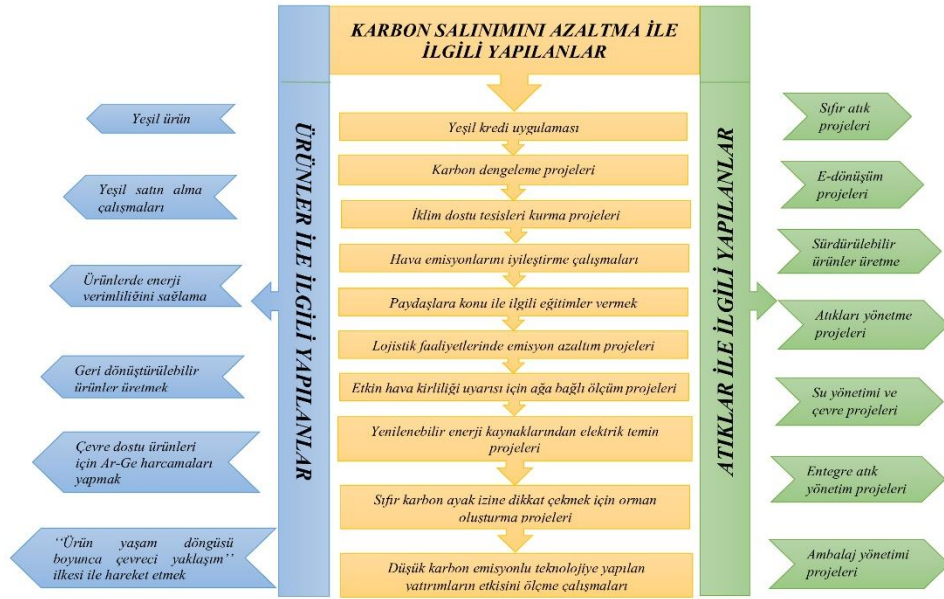 KARBON SALINIMINI AZALTMA İLE
İLGİLİ YAPILANLAR
ÜRÜNLER İLE İLGİLİ YAPILANLAR
Yeşil ürün
Yeşil satın alma
çalışmaları
Ürünlerde enerji
verimliliğini sağlama
Geri dönüştürülebilir
ürünler üretmek
Çevre dostu ürünleri
için Ar-Ge harcamaları
yapmak
‘‘Ürün yaşam döngüsü
boyunca çevreci yaklaşım’’
ilkesi ile hareket etmek
Yeşil kredi uygulaması
Karbon dengeleme projeleri
İklim dostu tesisleri kurma projeleri
Hava emisyonlarını iyileştirme çalışmaları
Paydaşlara konu ile ilgili eğitimler vermek
Lojistik faaliyetlerinde emisyon azaltım projeleri
Etkin hava kirliliği uyarısı için ağa bağlı ölçüm projeleri
Yenilenebilir enerji kaynaklarından elektrik temin
projeleri
Sıfır karbon ayak izine dikkat çekmek için orman
oluşturma projeleri
Düşük karbon emisyonlu teknolojiye yapılan
yatırımların etkisini ölçme çalışmaları
ATIKLAR İLE İLGİLİ YAPILANLAR
Sıfır atık
projeleri
E-dönüşüm
projeleri
Sürdürülebilir
ürünler üretme
Atıkları yönetme
projeleri
Su yönetimi ve
çevre projeleri
Entegre atık
yönetim projeleri
Ambalaj yönetimi
projeleri